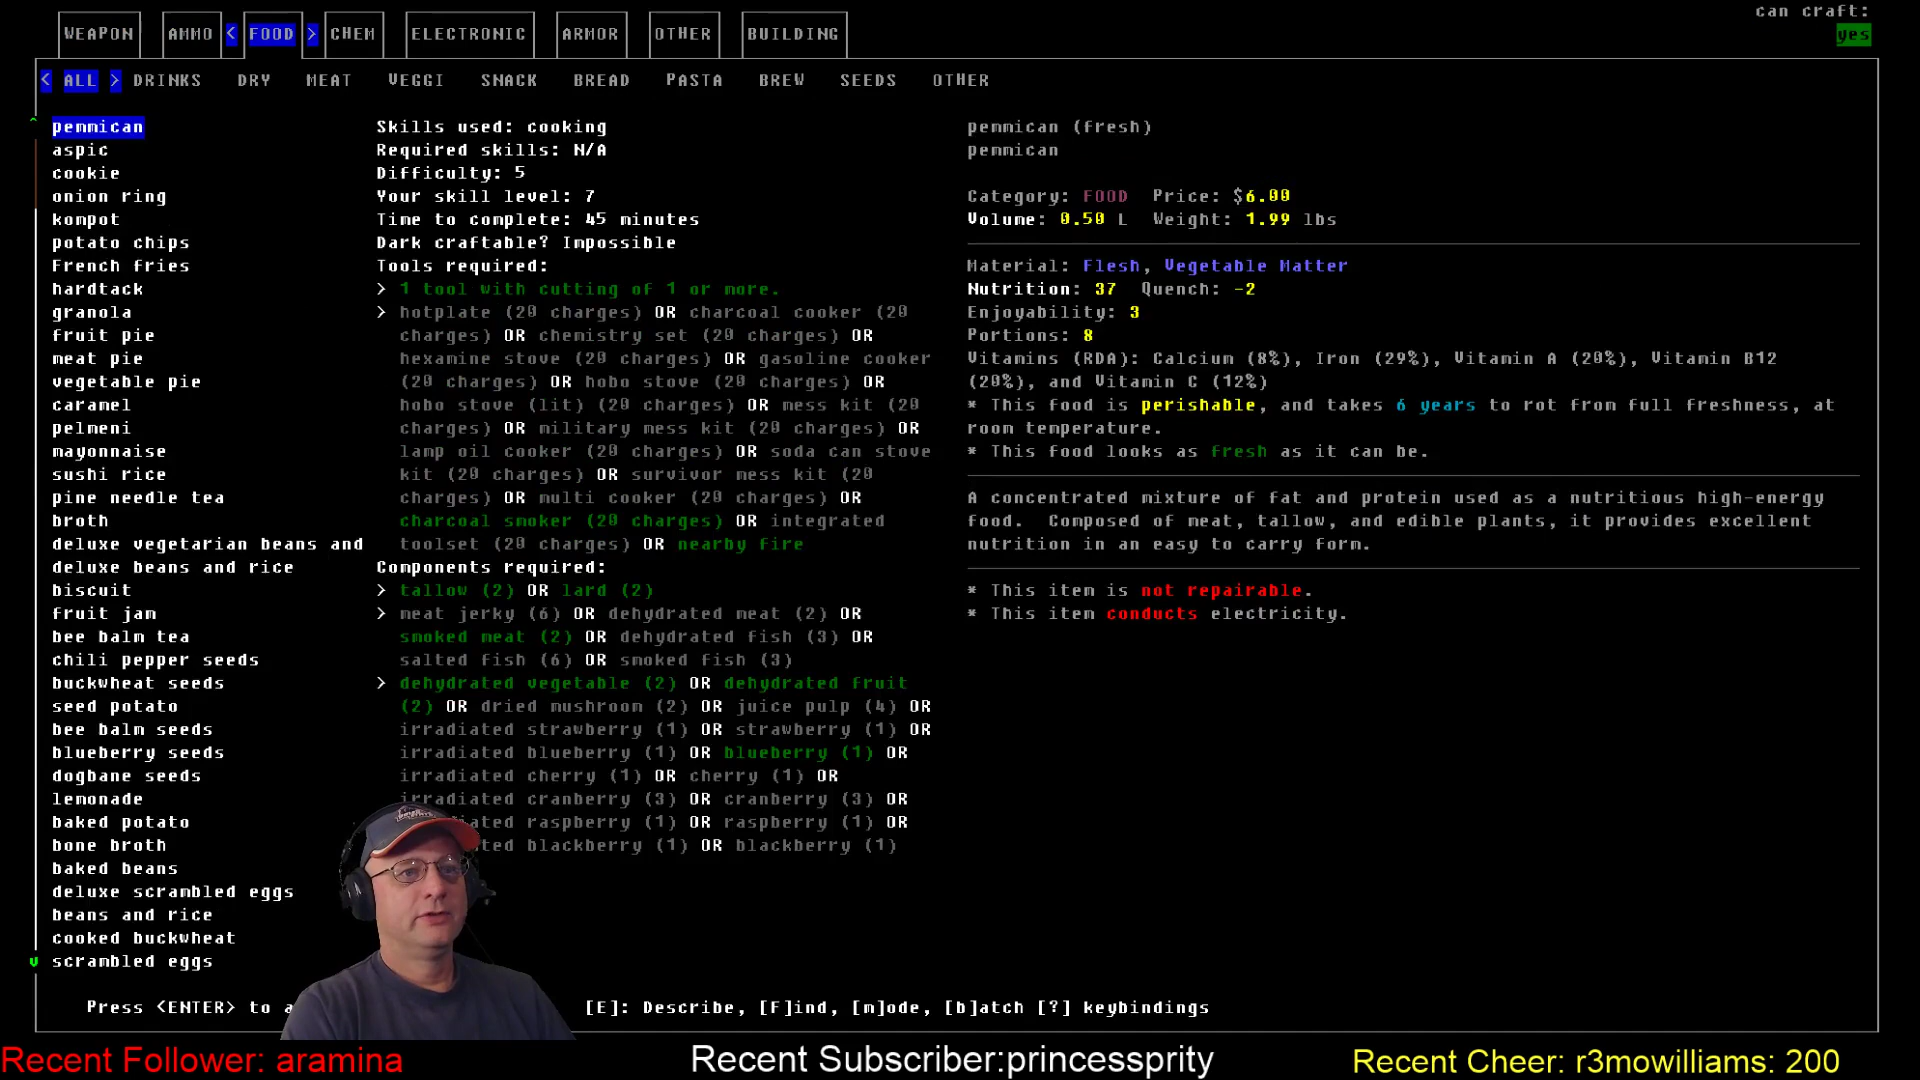 can craft:
WEAPON AMMO < FOOD > CHEM ELECTRONIC ARMOR OTHER BUILDING yes
< ALL > DRINKS DRY MEAT VEGGI SNACK BREAD PASTA BREW SEEDS OTHER
pemmican
aspic
cookie
onion ring
kompot
potato chips
French fries
hardtack
granola
fruit pie
meat pie
vegetable pie
caramel
pelmeni
mayonnaise
sushi rice
pine needle tea
broth
deluxe vegetarian beans and
deluxe beans and rice
biscuit
fruit jam
bee balm tea
chili pepper seeds
buckwheat seeds
seed potato
bee balm seeds
blueberry seeds
dogbane seeds
lemonade
baked potato
bone broth
baked beans
deluxe scrambled eggs
beans and rice
cooked buckwheat
v scrambled eggs
Skills used: cooking
Required skills: N/A
Difficulty: 5
Your skill level: 7
Time to complete: 45 minutes
Dark craftable? Impossible
Tools required:
> 1 tool with cutting of 1 or more.
> hotplate (20 charges) OR charcoal cooker (20
charges) OR chemistry set (20 charges) OR
hexamine stove (20 charges) OR gasoline cooker
(20 charges) OR hobo stove (20 charges) OR
hobo stove (lit) (20 charges) OR mess kit (20
charges) OR military mess kit (20 charges) OR
lamp oil cooker (20 charges) OR soda can stove
kit (20 charges) OR survivor mess kit (20
charges) OR multi cooker (20 charges) OR
charcoal smoker (20 charges) OR integrated
toolset (20 charges) OR nearby fire
Components required:
> tallow (2) OR lard (2)
> meat jerky (6) OR dehydrated meat (2) OR
smoked meat (2) OR dehydrated fish (3) OR
salted fish (6) OR smoked fish (3)
> dehydrated vegetable (2) OR dehydrated fruit
(2) OR dried mushroom (2) OR juice pulp (4) OR
irradiated strawberry (1) OR strawberry (1) OR
irradiated blueberry (1) OR blueberry (1) OR
irradiated cherry (1) OR cherry (1) OR
irradiated cranberry (3) OR cranberry (3) OR
iated raspberry (1) OR raspberry (1) OR
ted blackberry (1) OR blackberry (1)
pemmican (fresh)
pemmican
Category: FOOD Price: $6.00
Volume: 0.50 L Weight: 1.99 lbs
Material: Flesh, Vegetable Matter
Nutrition: 37 Quench: -2
Enjoyability: 3
Portions: 8
Vitamins (RDA): Calcium (8%), Iron (29%), Vitamin A (20%), Vitamin B12
(20%), and Vitamin C (12%)
* This food is perishable, and takes 6 years to rot from full freshness, at
room temperature.
* This food looks as fresh as it can be.
A concentrated mixture of fat and protein used as a nutritious high-energy
food. Composed of meat, tallow, and edible plants, it provides excellent
nutrition in an easy to carry form.
* This item is not repairable.
* This item conducts electricity.
Press <ENTER> to a [E]: Describe, [F]ind, [m]ode, [b]atch [?] keybindings
Recent Follower: aramina Recent Subscriber:princessprity Recent Cheer: r3mowilliams: 200